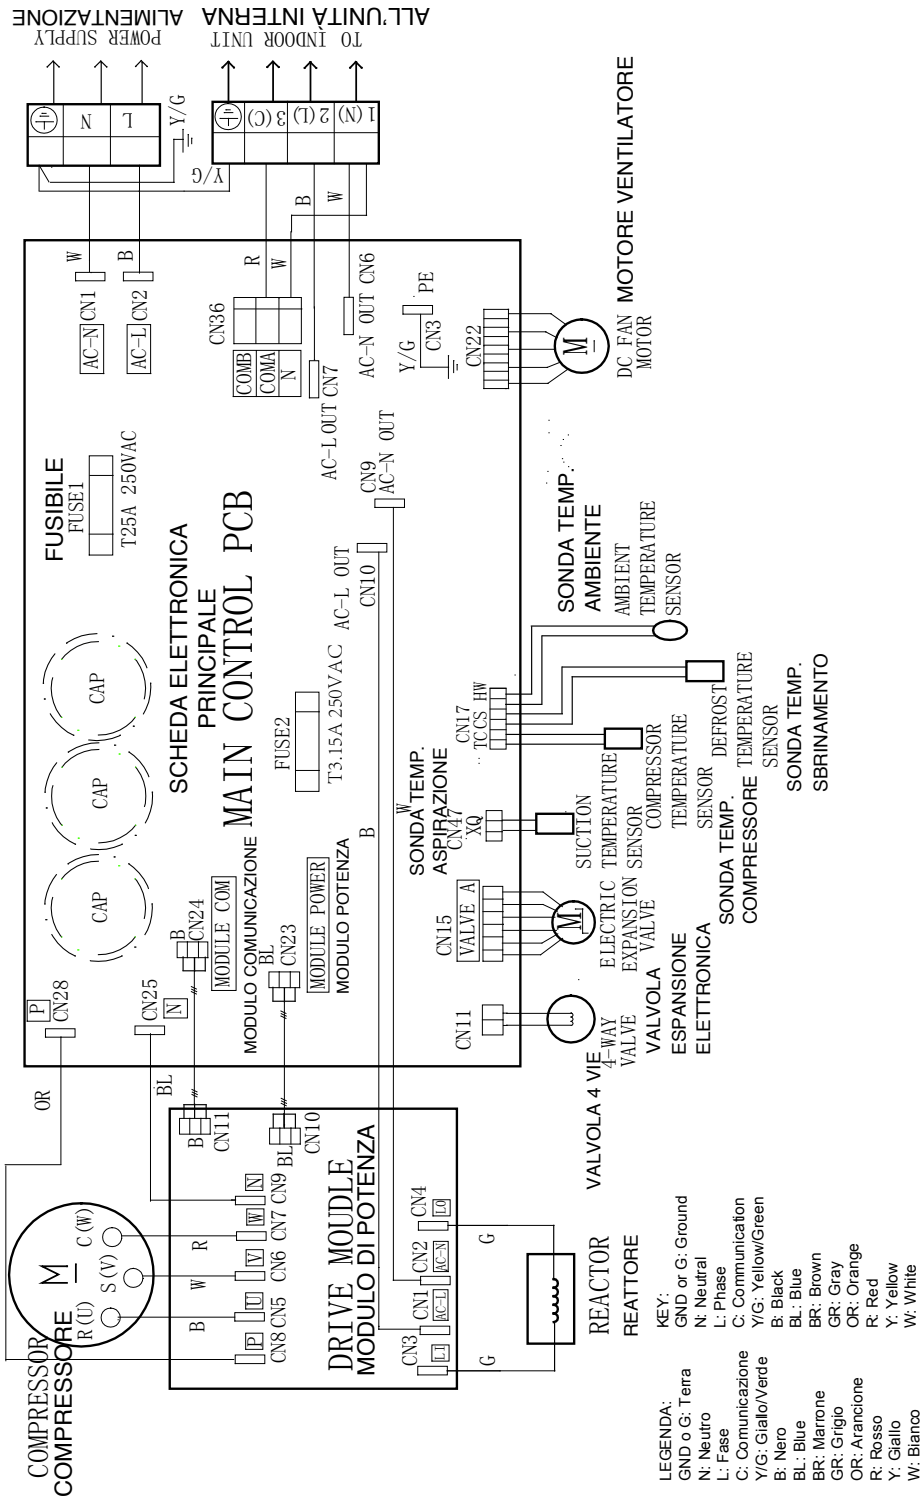 COMPRESSOR
COMPRESSORE
R(U)
S(V)
C(W)
M
OR
BL
B
W
R
P
U
V
W
N
CN8
CN5
CN6
CN7
CN9
B
CN11
BL
CN10
DRIVE MOUDLE
MODULO DI POTENZA
CN3
CN1
CN2
CN4
LI
AC-L
AC-N
LO
G
G
REACTOR
REATTORE
P
CN28
CN25
N
B
CN24
MODULE COM
MODULO COMUNICAZIONE
BL
CN23
MODULE POWER
MODULO POTENZA
CAP
CAP
CAP
SCHEDA ELETTRONICA
PRINCIPALE
MAIN CONTROL PCB
FUSIBILE
FUSE1
T25A 250VAC
FUSE2
T3.15A 250VAC
AC-L OUT
CN10
CN9
AC-N OUT
B
W
AC-N
CN1
AC-L
CN2
W
B
CN36
COMB
COMA
N
R
W
AC-L OUT CN7
AC-N OUT CN6
B
W
Y/G
CN3
PE
CN22
M
DC FAN
MOTOR
MOTORE VENTILATORE
N
L
Y/G
Y/G
POWER SUPPLY
ALIMENTAZIONE
3(C)
2(L)
1(N)
TO INDOOR UNIT
ALL'UNITÀ INTERNA
CN11
VALVOLA 4 VIE
4-WAY
VALVE
CN15
VALVE A
M
ELECTRIC
EXPANSION
VALVE
VALVOLA
ESPANSIONE
ELETTRONICA
SONDA TEMP.
ASPIRAZIONE
CN47
XQ
SUCTION
TEMPERATURE
SENSOR
CN17
TCCS HW
COMPRESSOR
TEMPERATURE
SENSOR
SONDA TEMP.
COMPRESSORE
DEFROST
TEMPERATURE
SENSOR
SONDA TEMP.
SBRINAMENTO
SONDA TEMP.
AMBIENTE
AMBIENT
TEMPERATURE
SENSOR
LEGENDA:
GND o G: Terra
N: Neutro
L: Fase
C: Comunicazione
Y/G: Giallo/Verde
B: Nero
BL: Blue
BR: Marrone
GR: Grigio
OR: Arancione
R: Rosso
Y: Giallo
W: Bianco
KEY:
GND or G: Ground
N: Neutral
L: Phase
C: Communication
Y/G: Yellow/Green
B: Black
BL: Blue
BR: Brown
GR: Gray
OR: Orange
R: Red
Y: Yellow
W: White